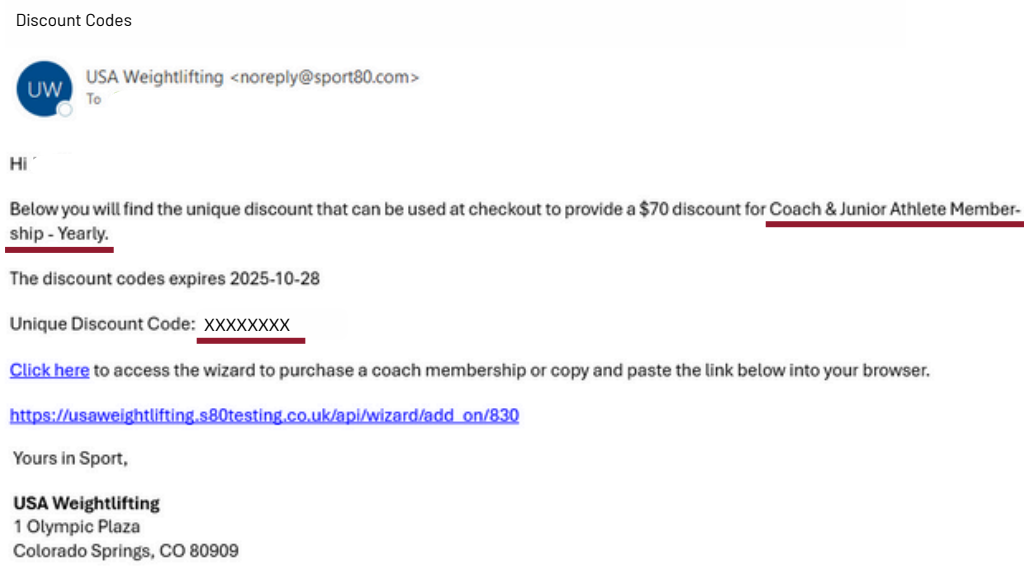 Discount Codes
UW
USA Weightlifting <noreply@sport80.com>
To
Hi
Below you will find the unique discount that can be used at checkout to provide a $70 discount for Coach & Junior Athlete Member-
ship - Yearly.
The discount codes expires 2025-10-28
Unique Discount Code: XXXXXXXX
Click here to access the wizard to purchase a coach membership or copy and paste the link below into your browser.
https://usaweightlifting.s80testing.co.uk/api/wizard/add_on/830
Yours in Sport,
USA Weightlifting
1 Olympic Plaza
Colorado Springs, CO 80909